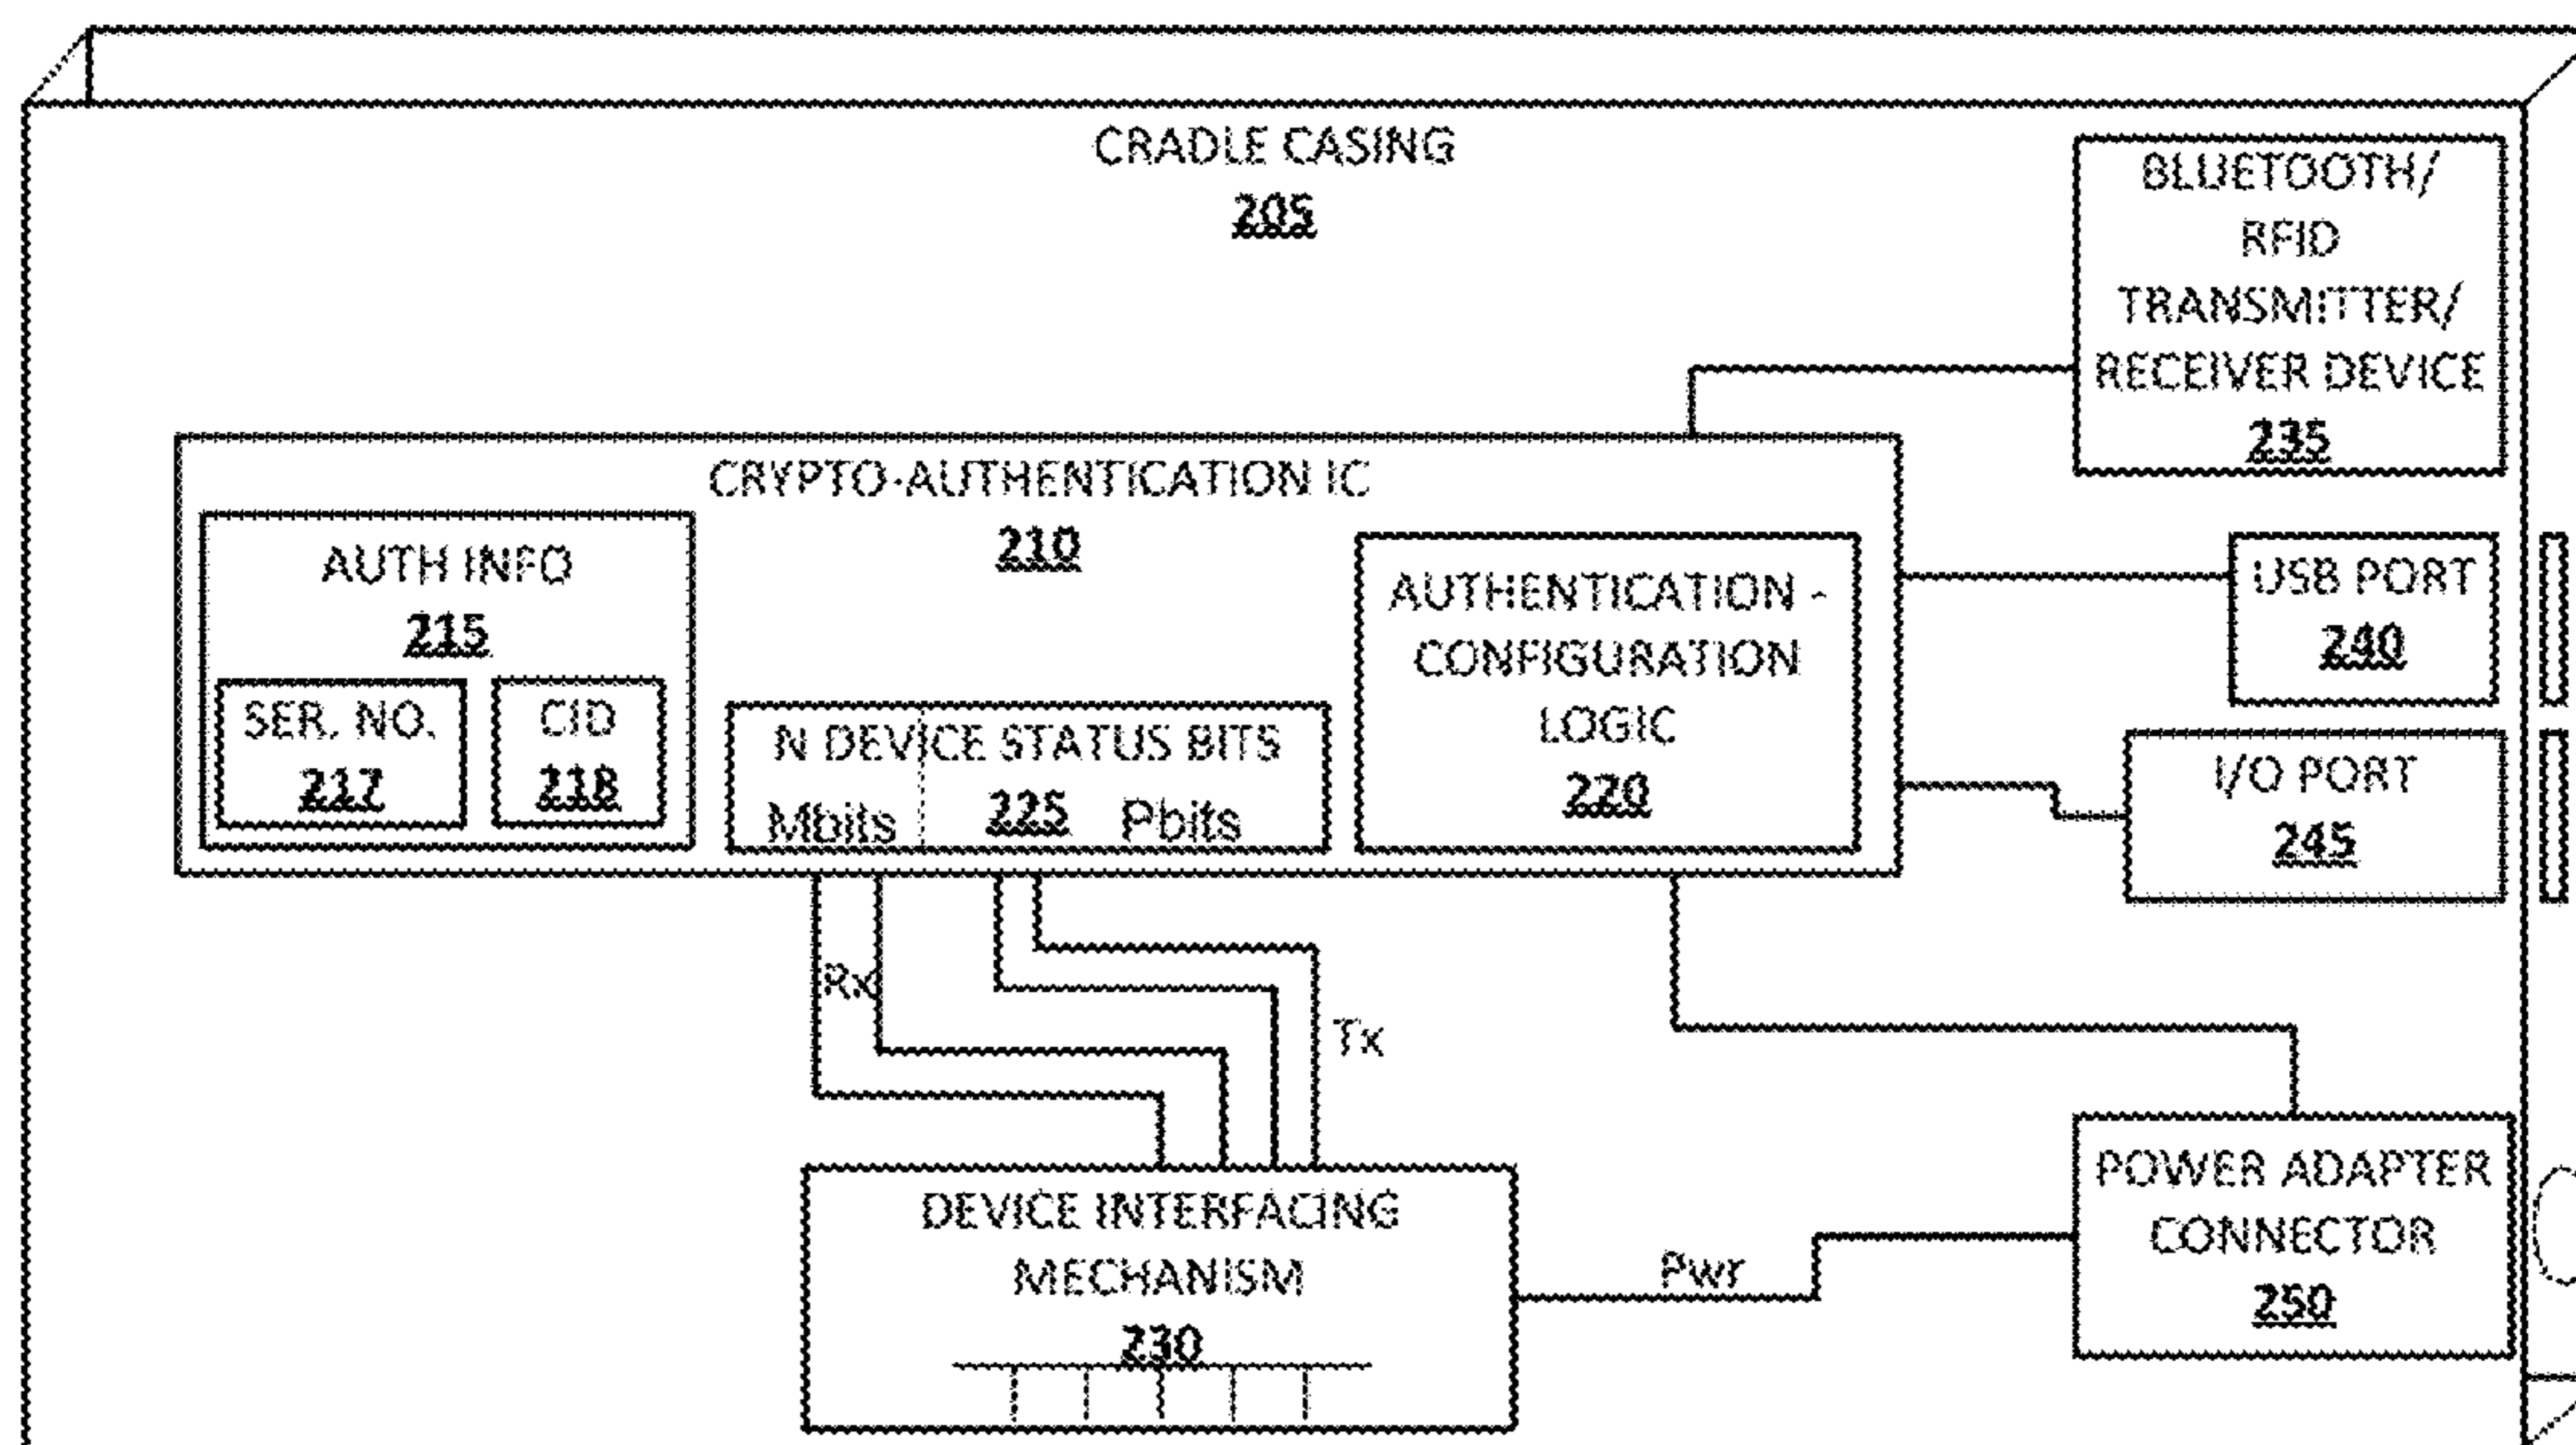 CRADLE CASING
205
BLUETOOTH/
RFID
TRANSMITTER/
RECEIVER DEVICE
235
CRYPTO-AUTHENTICATION IC
210
AUTH INFO
215
SER. NO.
217
CID
218
N DEVICE STATUS BITS
Mbits 225 Pbits
AUTHENTICATION -
CONFIGURATION
LOGIC
220
USB PORT
240
I/O PORT
245
Rx
Tx
DEVICE INTERFACING
MECHANISM
230
Pwr
POWER ADAPTER
CONNECTOR
250